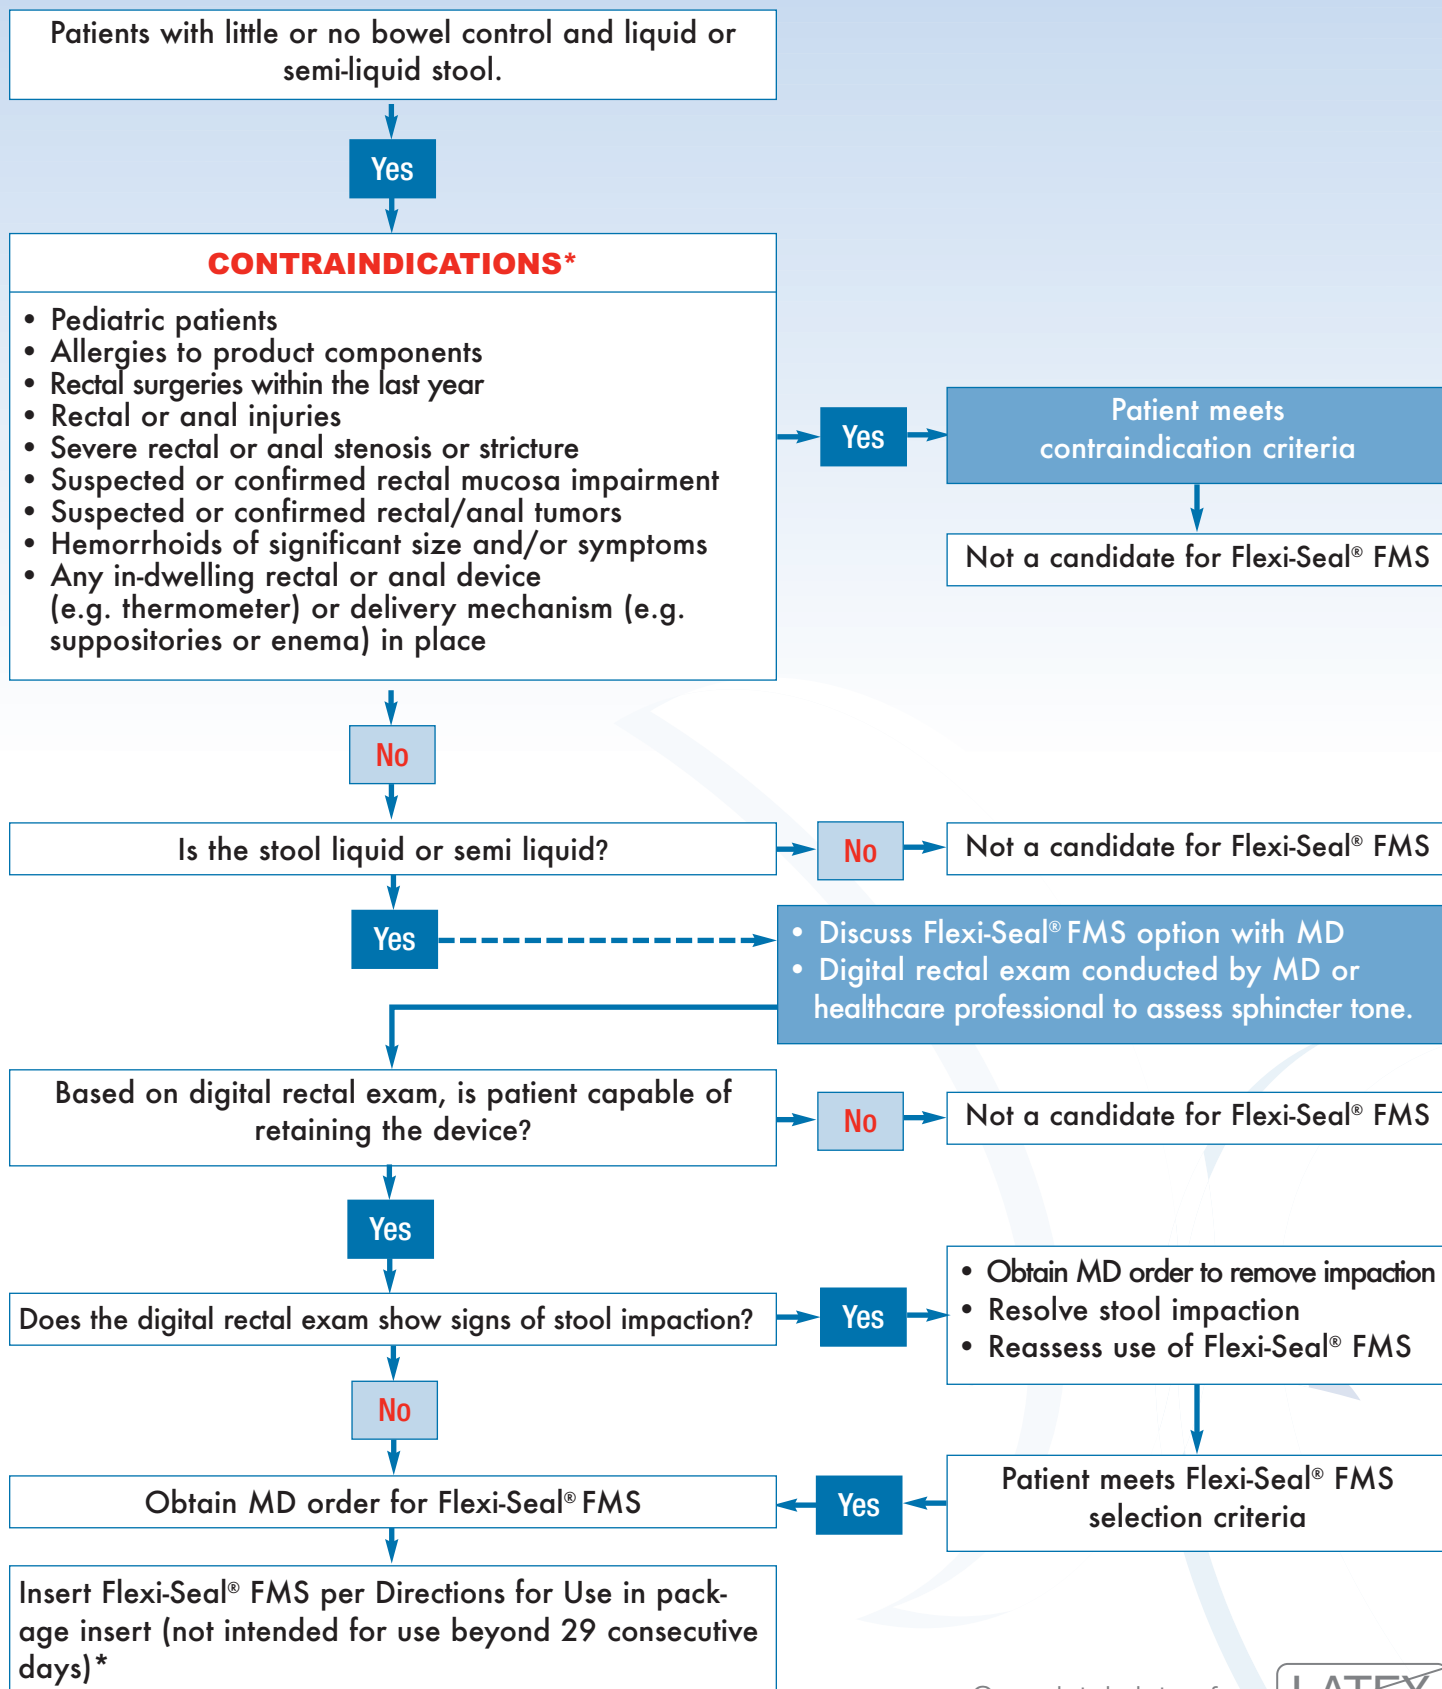 Patients with little or no bowel control and liquid or
semi-liquid stool.
Yes
CONTRAINDICATIONS*
• Pediatric patients
• Allergies to product components
• Rectal surgeries within the last year
• Rectal or anal injuries
• Severe rectal or anal stenosis or stricture
• Suspected or confirmed rectal mucosa impairment
• Suspected or confirmed rectal/anal tumors
• Hemorrhoids of significant size and/or symptoms
• Any in-dwelling rectal or anal device
(e.g. thermometer) or delivery mechanism (e.g.
suppositories or enema) in place
Yes
Patient meets
contraindication criteria
Not a candidate for Flexi-Seal® FMS
No
Is the stool liquid or semi liquid?
No
Not a candidate for Flexi-Seal® FMS
Yes
• Discuss Flexi-Seal® FMS option with MD
• Digital rectal exam conducted by MD or
healthcare professional to assess sphincter tone.
Based on digital rectal exam, is patient capable of
retaining the device?
No
Not a candidate for Flexi-Seal® FMS
Yes
Does the digital rectal exam show signs of stool impaction?
Yes
• Obtain MD order to remove impaction
• Resolve stool impaction
• Reassess use of Flexi-Seal® FMS
No
Patient meets Flexi-Seal® FMS
selection criteria
Yes
Obtain MD order for Flexi-Seal® FMS
Insert Flexi-Seal® FMS per Directions for Use in pack-
age insert (not intended for use beyond 29 consecutive
days)*
LATEX